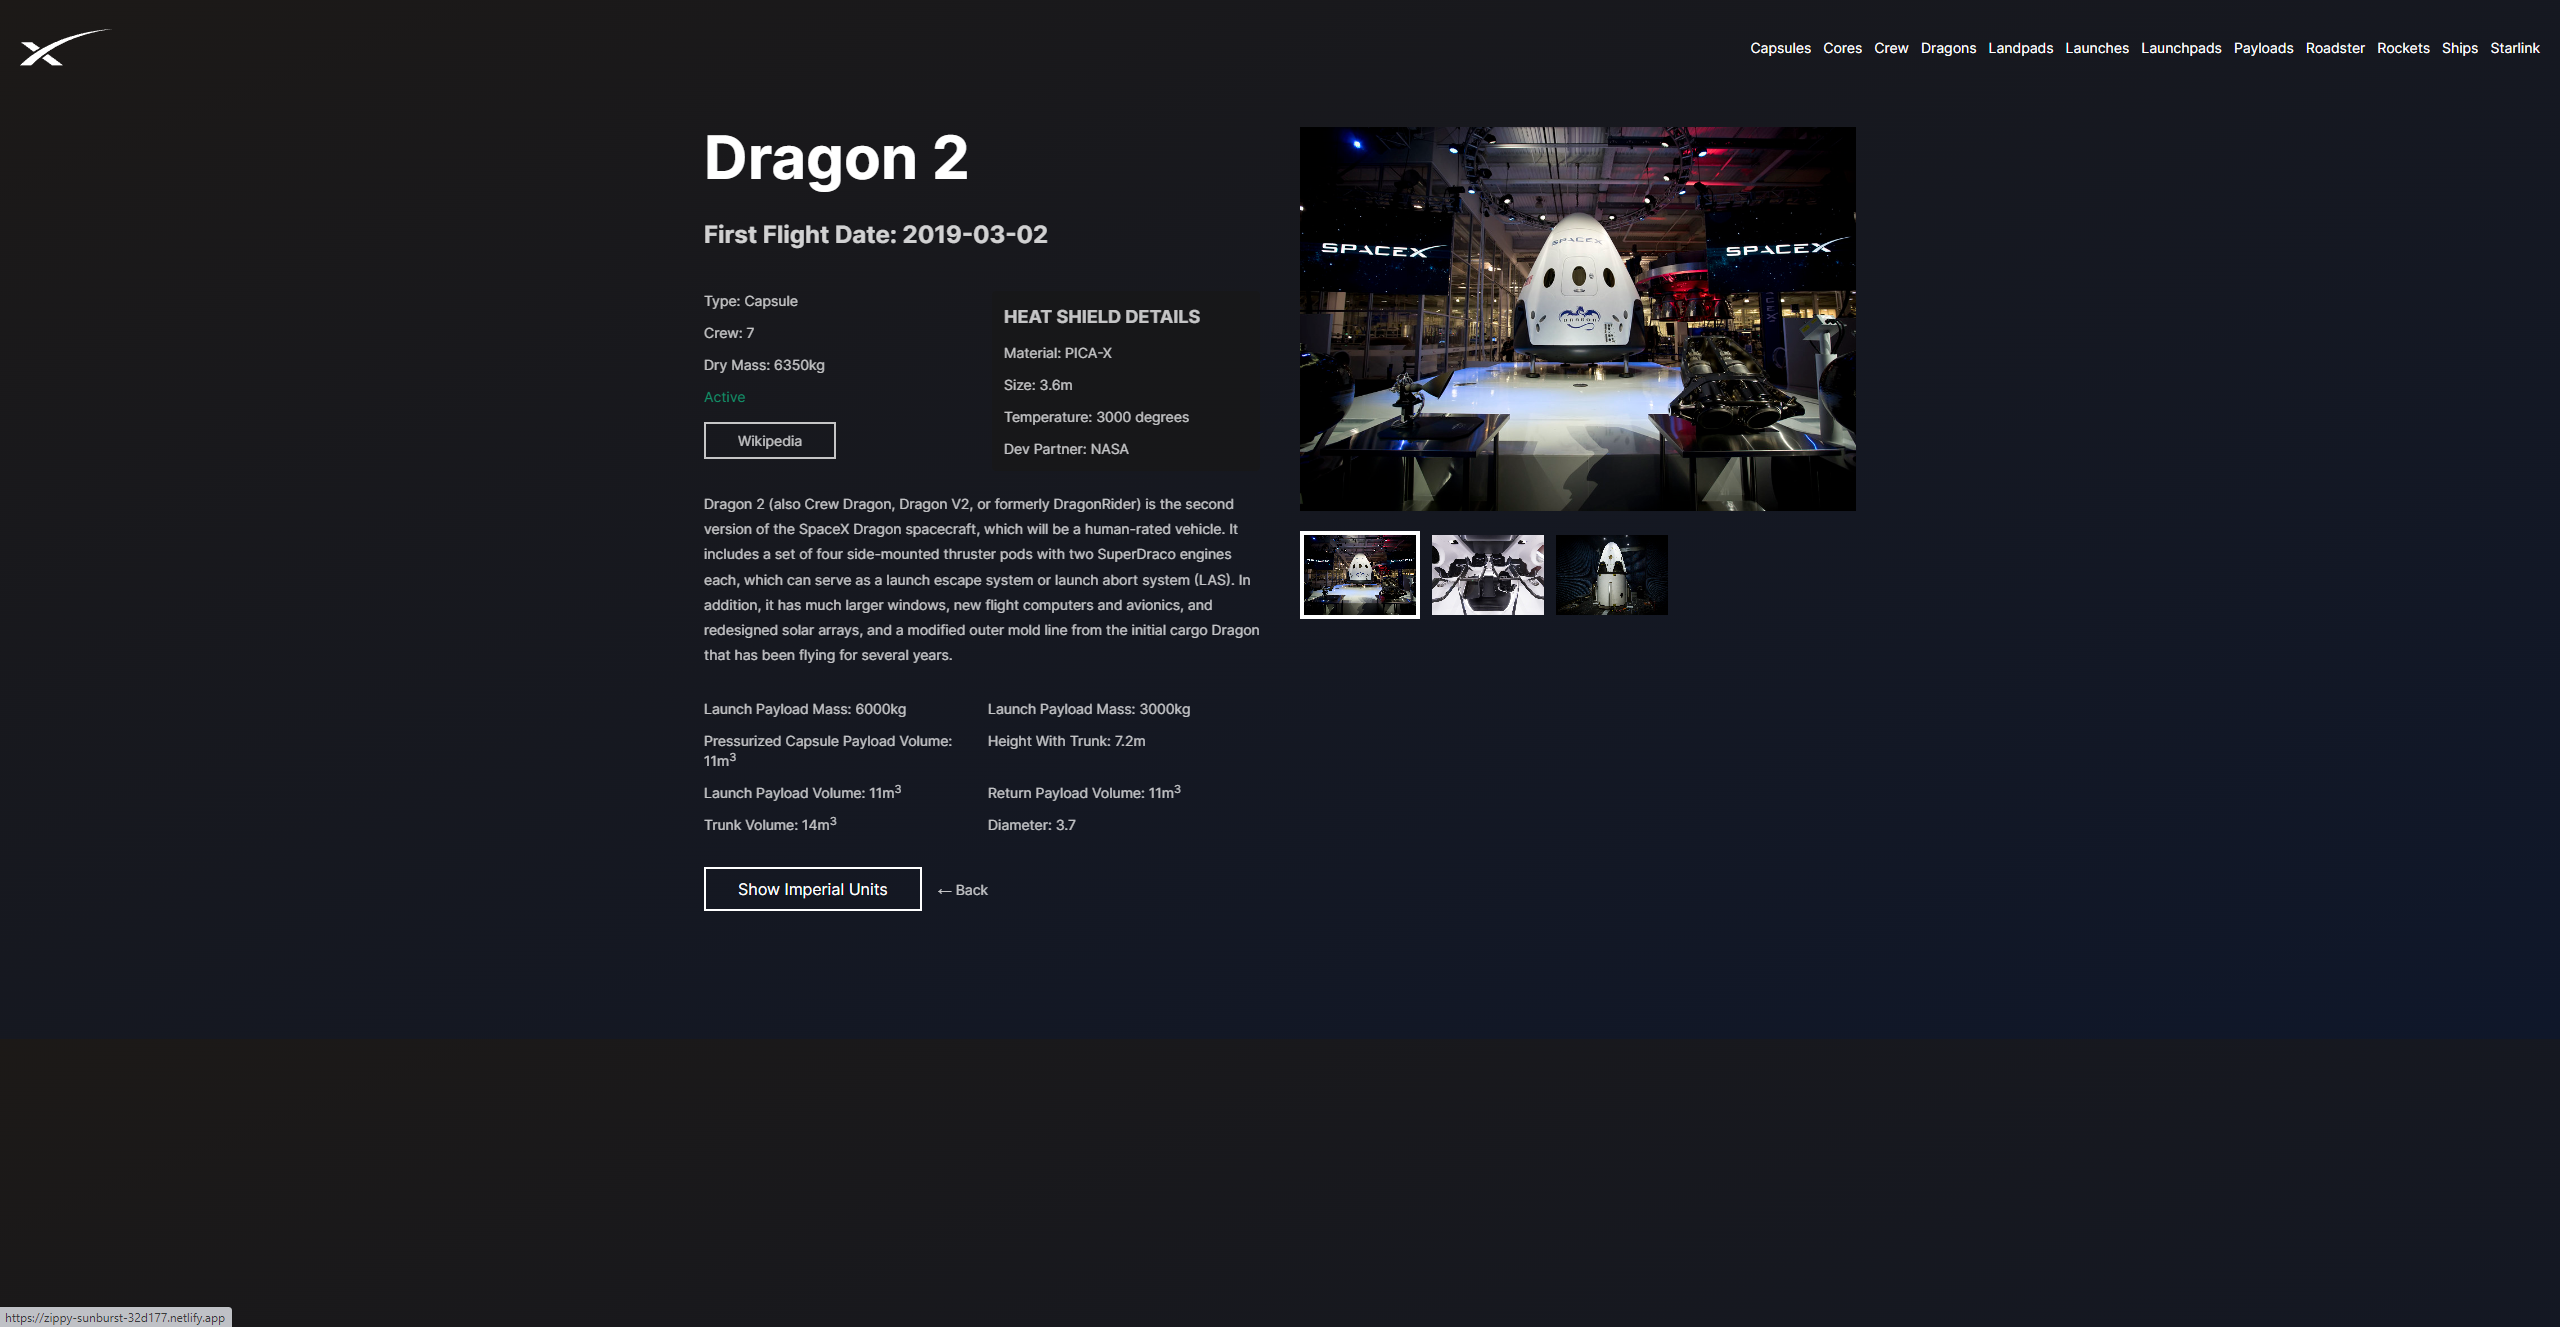 Capsules Cores Crew Dragons Landpads Launches Launchpads Payloads Roadster Rockets Ships Starlink
Dragon 2
First Flight Date: 2019-03-02
Type: Capsule
Crew: 7
Dry Mass: 6350kg
Active
Wikipedia
HEAT SHIELD DETAILS
Material: PICA-X
Size: 3.6m
Temperature: 3000 degrees
Dev Partner: NASA
SPACEX
SPACEX
SPACEX
DRAGON
Dragon 2 (also Crew Dragon, Dragon V2, or formerly DragonRider) is the second
version of the SpaceX Dragon spacecraft, which will be a human-rated vehicle. It
includes a set of four side-mounted thruster pods with two SuperDraco engines
each, which can serve as a launch escape system or launch abort system (LAS). In
addition, it has much larger windows, new flight computers and avionics, and
redesigned solar arrays, and a modified outer mold line from the initial cargo Dragon
that has been flying for several years.
Launch Payload Mass: 6000kg
Launch Payload Mass: 3000kg
Pressurized Capsule Payload Volume:
11m³
Height With Trunk: 7.2m
Launch Payload Volume: 11m³
Return Payload Volume: 11m³
Trunk Volume: 14m³
Diameter: 3.7
Show Imperial Units
← Back
https://zippy-sunburst-32d177.netlify.app